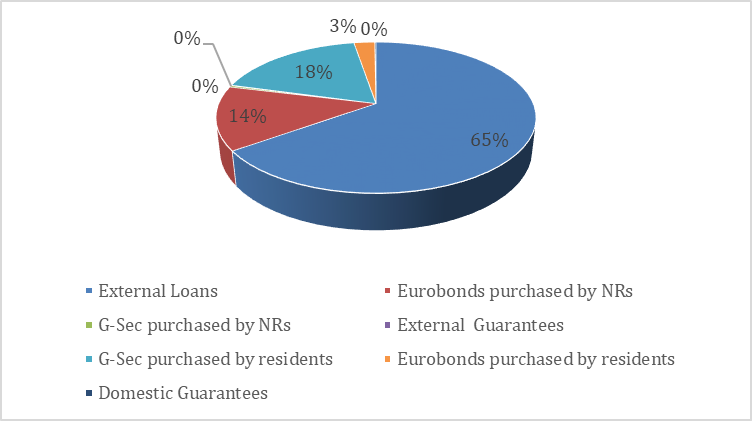 3%
0%
0%
18%
0%
14%
65%
External Loans
Eurobonds purchased by NRs
G-Sec purchased by NRs
External Guarantees
G-Sec purchased by residents
Eurobonds purchased by residents
Domestic Guarantees